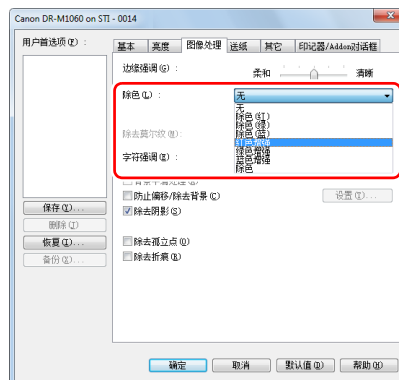 Canon DR-M1060 on STI - 0014
用户首选项(P) :
基本 亮度 图像处理 送纸 其它 印记器/Addon对话框
边缘强调(G) :
柔和 清晰
除色(L) :
无
无
除色(红)
除色(绿)
除色(蓝)
红色增强
绿色增强
蓝色增强
除色
除去莫尔纹(M):
字符强调(E) :
防止偏移/除去背景(C)
设置(T)...
除去阴影(S)
除去孤立点(O)
除去折痕(R)
保存(V)...
删除(I)
恢复(I)...
备份(K)...
确定 取消 默认值(D) 帮助(H)